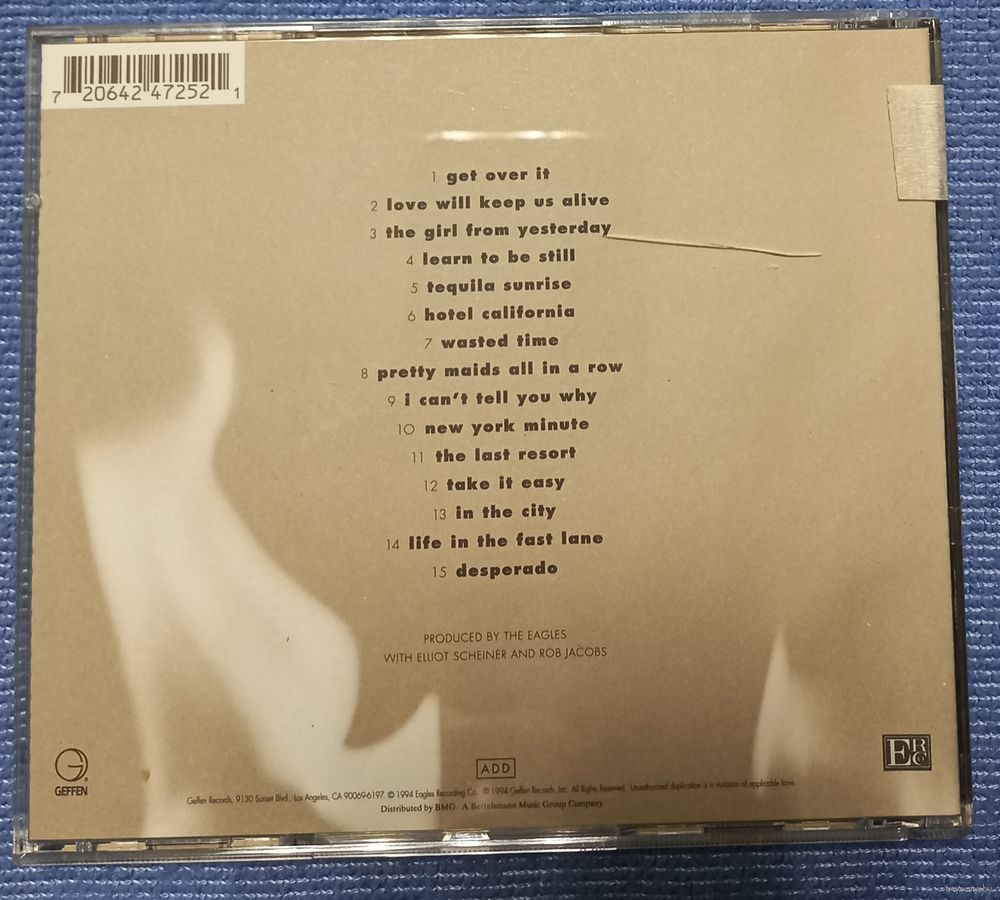 7 20642 47252 1
1 get over it
2 love will keep us alive
3 the girl from yesterday
4 learn to be still
5 tequila sunrise
6 hotel california
7 wasted time
8 pretty maids all in a row
9 i can't tell you why
10 new york minute
11 the last resort
12 take it easy
13 in the city
14 life in the fast lane
15 desperado
PRODUCED BY THE EAGLES
WITH ELLIOT SCHEINER AND ROB JACOBS
GEFFEN
ERC
ADD
Geffen Records, 9130 Sunset Blvd., Los Angeles, CA 90069-6197. © 1994 Eagles Recording Co. ℗ 1994 Geffen Records, Inc. All Rights Reserved. Unauthorized duplication is a violation of applicable laws.
Distributed by BMG. A Bertelsmann Music Group Company